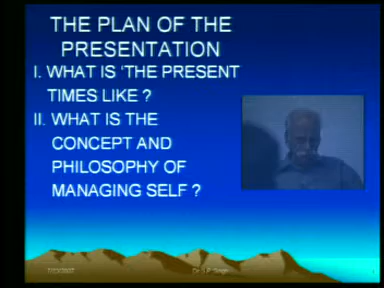 THE PLAN OF THE
PRESENTATION
I. WHAT IS ‘THE PRESENT
TIMES LIKE ?
II. WHAT IS THE
CONCEPT AND
PHILOSOPHY OF
MANAGING SELF ?